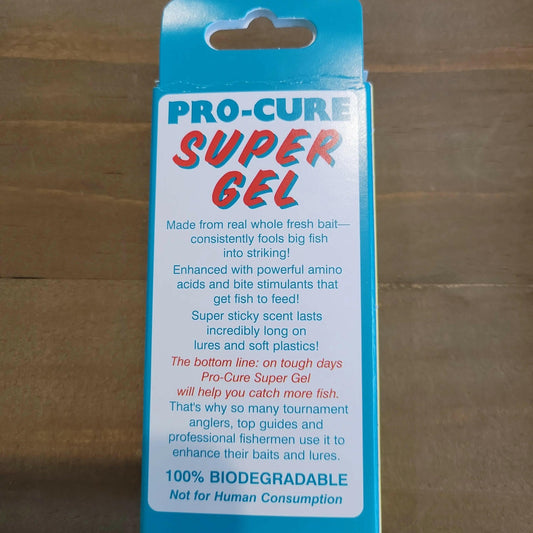 PRO-CURE
SUPER
GEL
Made from real whole fresh bait—
consistently fools big fish
into striking!
Enhanced with powerful amino
acids and bite stimulants that
get fish to feed!
Super sticky scent lasts
incredibly long on
lures and soft plastics!
The bottom line: on tough days
Pro-Cure Super Gel
will help you catch more fish.
That's why so many tournament
anglers, top guides and
professional fishermen use it to
enhance their baits and lures.
100% BIODEGRADABLE
Not for Human Consumption